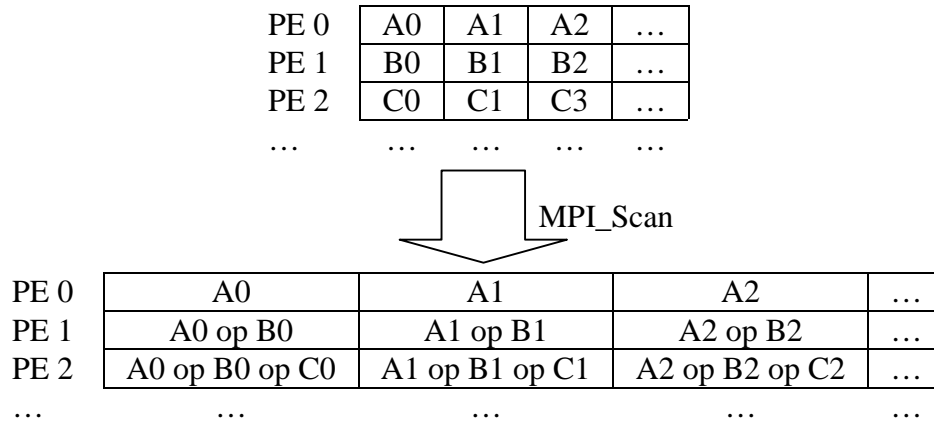 PE 0 A0 A1 A2 …
PE 1 B0 B1 B2 …
PE 2 C0 C1 C3 …
… … … … …
MPI_Scan
PE 0 A0 A1 A2 …
PE 1 A0 op B0 A1 op B1 A2 op B2 …
PE 2 A0 op B0 op C0 A1 op B1 op C1 A2 op B2 op C2 …
… … … … …